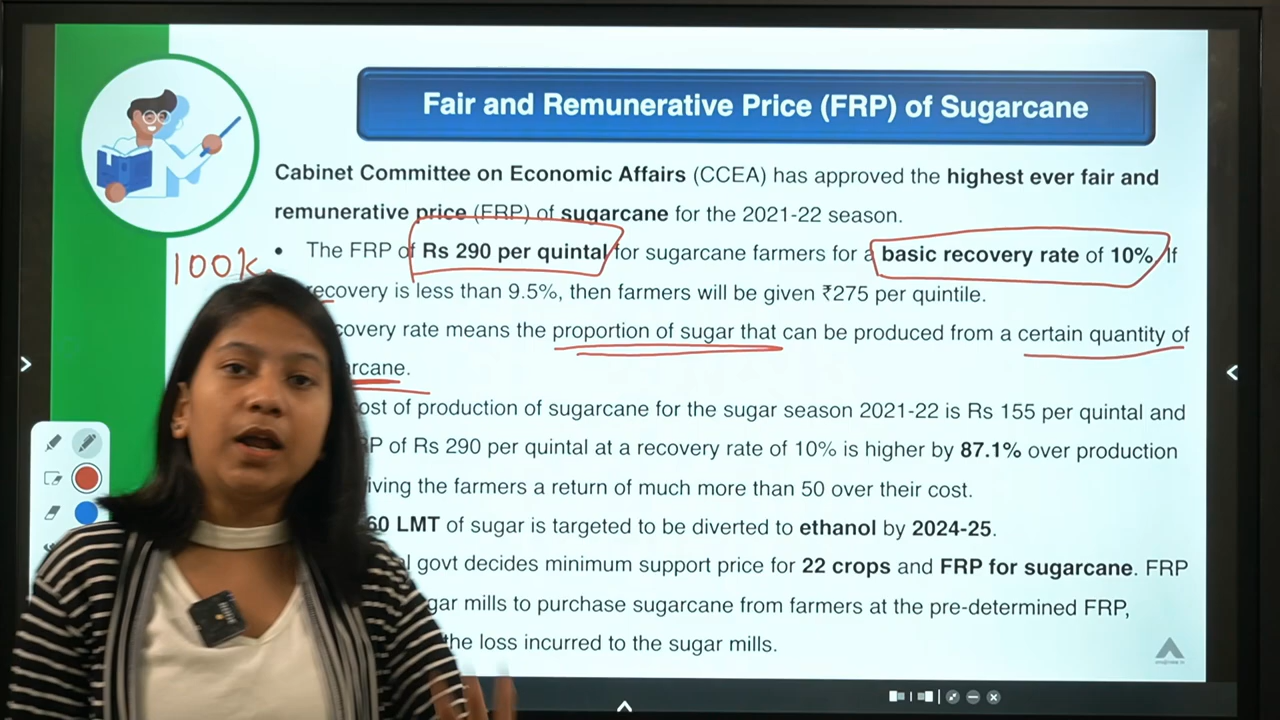 Fair and Remunerative Price (FRP) of Sugarcane
Cabinet Committee on Economic Affairs (CCEA) has approved the highest ever fair and
remunerative price (FRP) of sugarcane for the 2021-22 season.
• The FRP of Rs 290 per quintal for sugarcane farmers for a basic recovery rate of 10%. If
100k
recovery is less than 9.5%, then farmers will be given ₹275 per quintile.
covery rate means the proportion of sugar that can be produced from a certain quantity of
arcane.
ost of production of sugarcane for the sugar season 2021-22 is Rs 155 per quintal and
RP of Rs 290 per quintal at a recovery rate of 10% is higher by 87.1% over production
iving the farmers a return of much more than 50 over their cost.
60 LMT of sugar is targeted to be diverted to ethanol by 2024-25.
l govt decides minimum support price for 22 crops and FRP for sugarcane. FRP
gar mills to purchase sugarcane from farmers at the pre-determined FRP,
the loss incurred to the sugar mills.